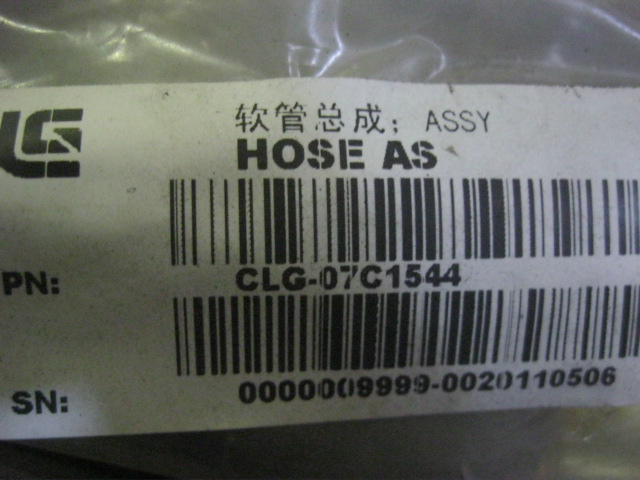 软管总成; ASSY
HOSE AS
PN: CLG-07C1544
SN: 0000009999-0020110506